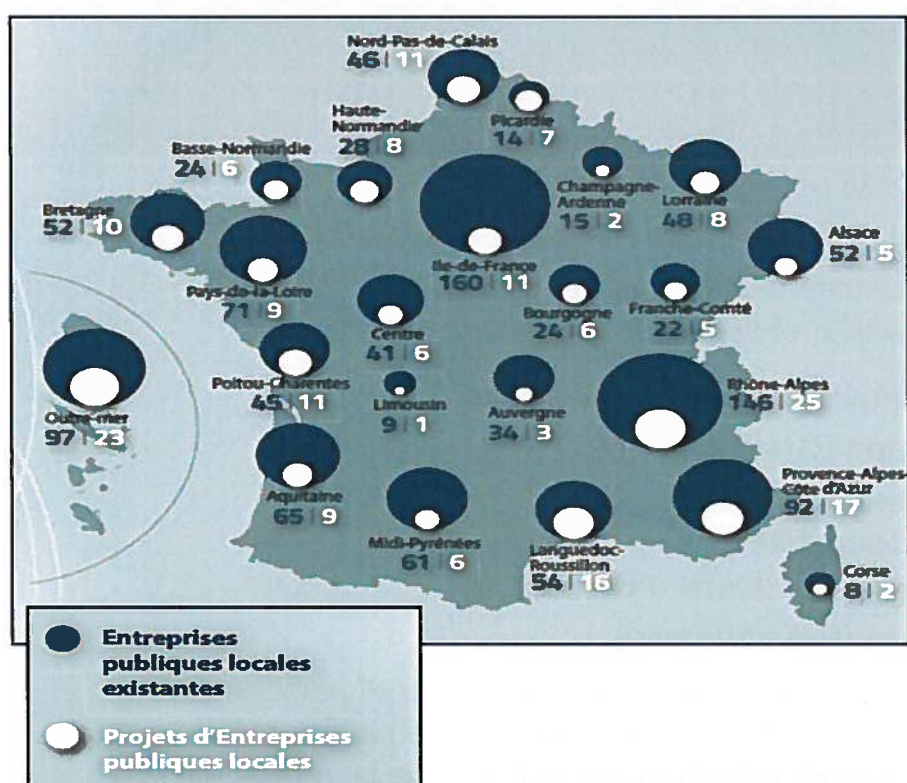 Nord-Pas-de-Calais
46 | 11
Picardie
14 | 7
Haute-
Normandie
28 | 8
Basse-Normandie
24 | 6
Bretagne
52 | 10
Pays-de-la-Loire
71 | 9
Ile-de-France
160 | 11
Champagne-
Ardenne
15 | 2
Lorraine
48 | 8
Alsace
52 | 5
Centre
41 | 6
Bourgogne
24 | 6
Franche-Comté
22 | 5
Outre-mer
97 | 23
Poitou-Charentes
45 | 11
Limousin
9 | 1
Auvergne
34 | 3
Rhône-Alpes
146 | 25
Aquitaine
65 | 9
Midi-Pyrénées
61 | 6
Languedoc-
Roussillon
54 | 16
Provence-Alpes-
Côte d'Azur
92 | 17
Corse
8 | 2
Entreprises
publiques locales
existantes
Projets d'Entreprises
publiques locales